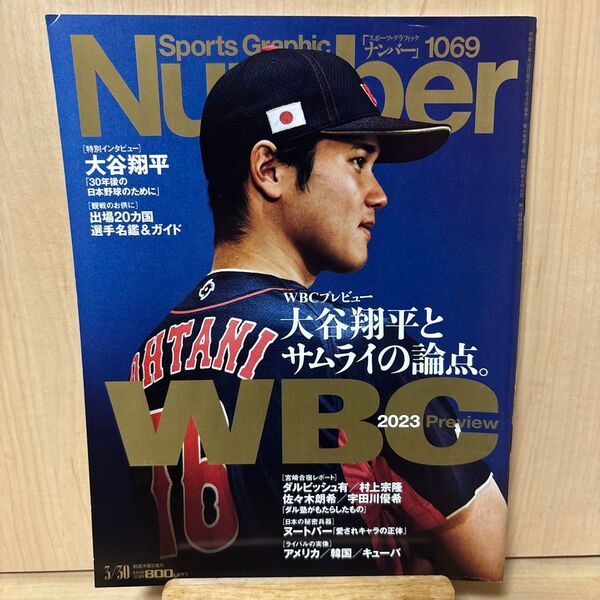 Sports Graphic
「スポーツ・グラフィック
ナンバー」1069
Number
[特別インタビュー]
大谷翔平
「30年後の
日本野球のために」
[観戦のお供に]
出場20カ国
選手名鑑&ガイド
WBCプレビュー
大谷翔平と
サムライの論点。
OHTANI
16
WBC
2023 Preview
[宮崎合宿レポート]
ダルビッシュ有/村上宗隆
佐々木朗希/宇田川優希
「ダル塾がもたらしたもの」
[日本の秘密兵器]
ヌートバー「愛されキャラの正体」
[ライバルの実像]
アメリカ/韓国/キューバ
3/30
隔週木曜日発行
800yen